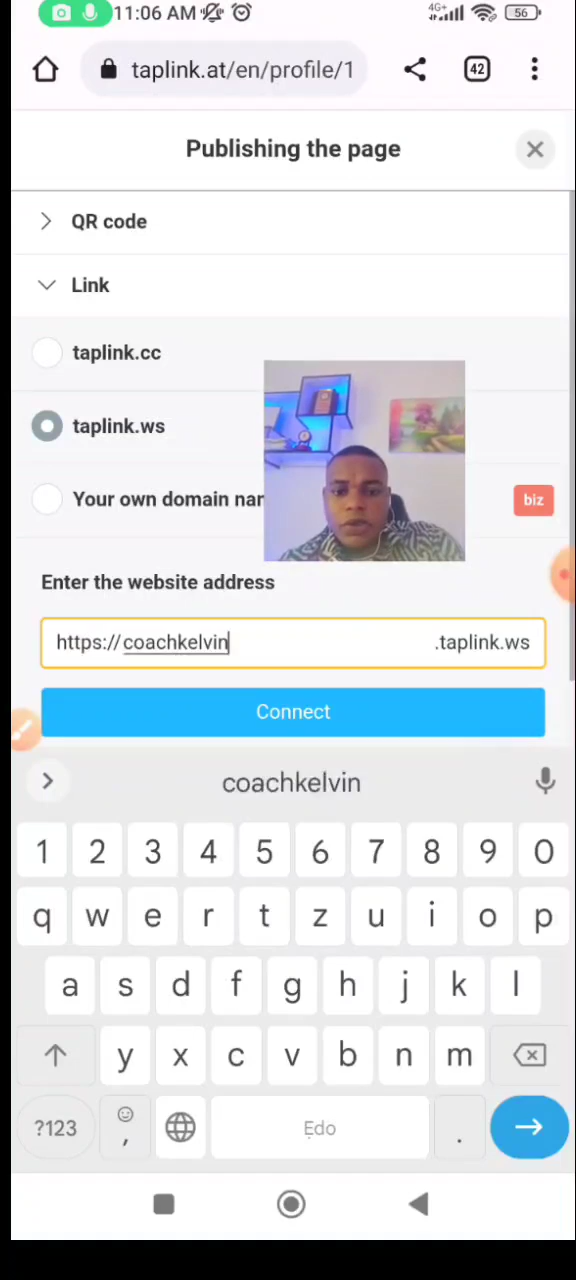 11:06 AM
4G+
56
taplink.at/en/profile/1
42
Publishing the page
QR code
Link
taplink.cc
taplink.ws
Your own domain nar
biz
Enter the website address
https://coachkelvin
.taplink.ws
Connect
coachkelvin
1 2 3 4 5 6 7 8 9 0
q w e r t z u i o p
a s d f g h j k l
y x c v b n m
?123 , Ẹdo .